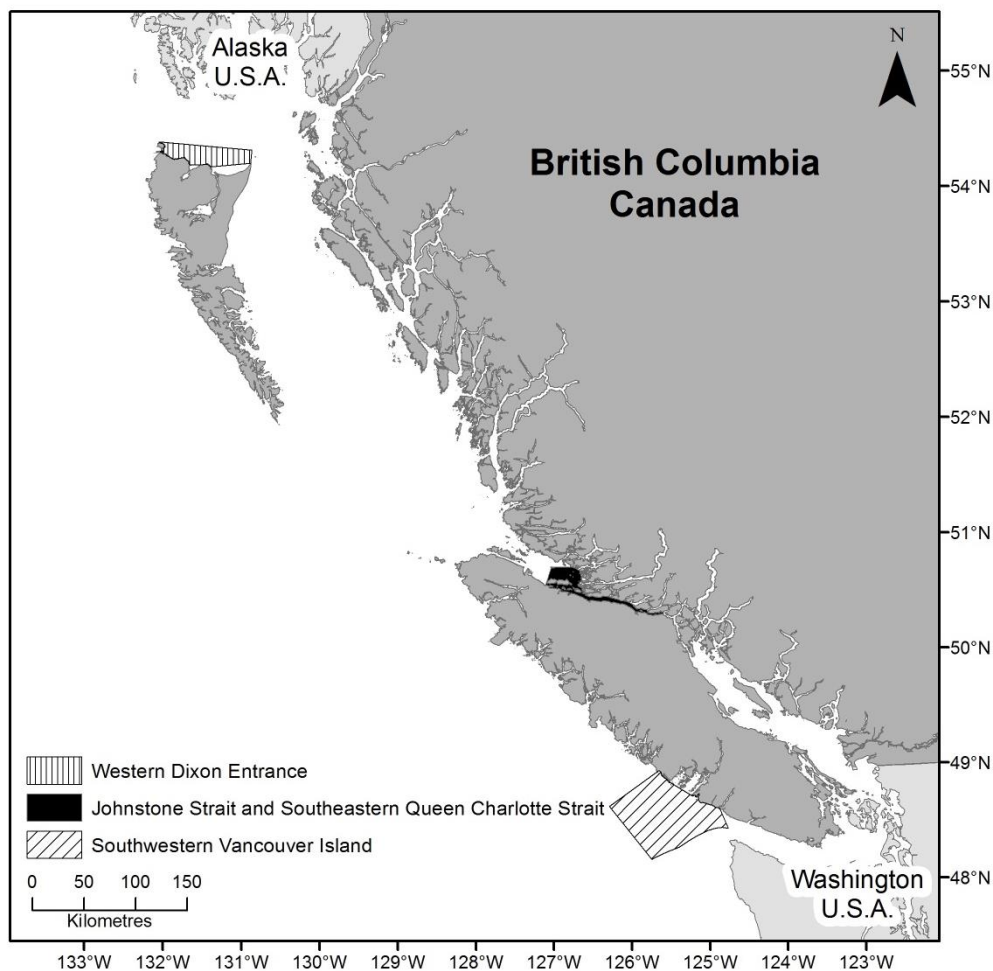 Alaska
U.S.A.
N
British Columbia
Canada
55°N
54°N
53°N
52°N
51°N
50°N
49°N
48°N
Western Dixon Entrance
Johnstone Strait and Southeastern Queen Charlotte Strait
Southwestern Vancouver Island
0 50 100 150
Kilometres
Washington
U.S.A.
133°W 132°W 131°W 130°W 129°W 128°W 127°W 126°W 125°W 124°W 123°W